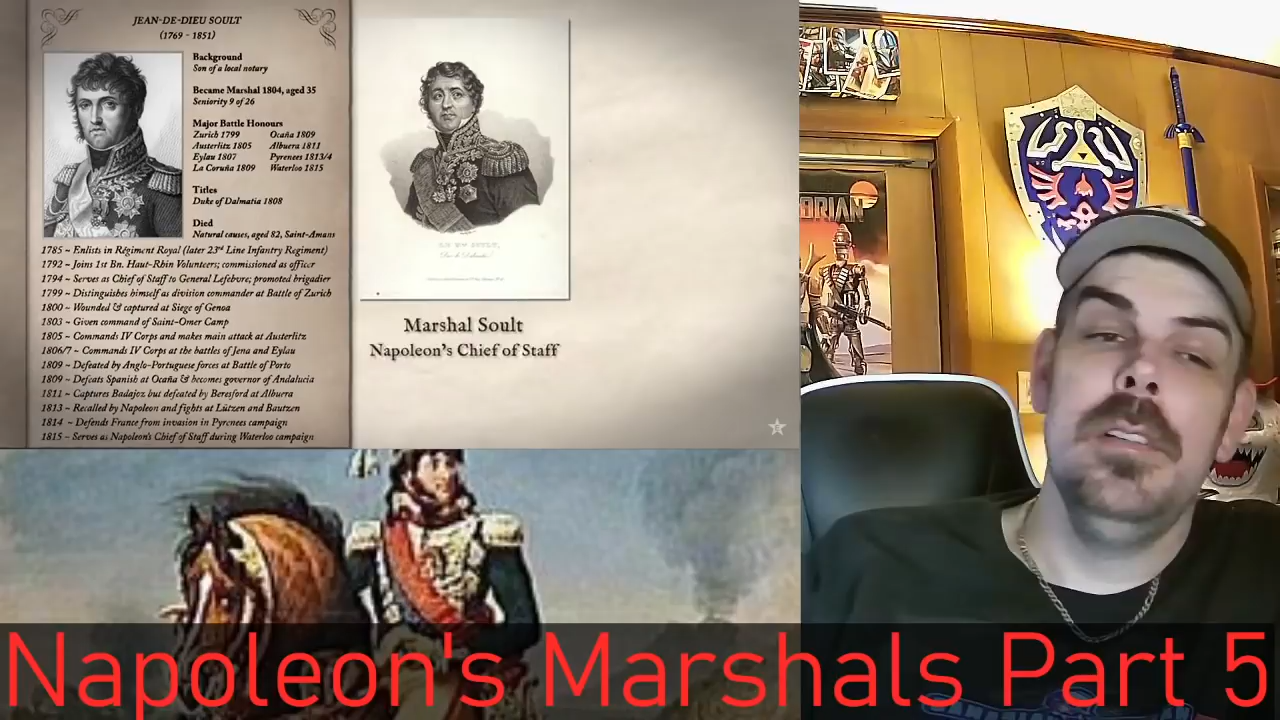 JEAN-DE-DIEU SOULT
(1769 - 1851)
Background
Son of a local notary
Became Marshal 1804, aged 35
Seniority 9 of 26
Major Battle Honours
Zurich 1799 Ocaña 1809
Austerlitz 1805 Albuera 1811
Eylau 1807 Pyrenees 1813/4
La Coruña 1809 Waterloo 1815
Titles
Duke of Dalmatia 1808
Died
Natural causes, aged 82, Saint-Amans
1785 ~ Enlists in Régiment Royal (later 23rd Line Infantry Regiment)
1792 ~ Joins 1st Bn. Haut-Rhin Volunteers; commissioned as officer
1794 ~ Serves as Chief of Staff to General Lefebvre; promoted brigadier
1799 ~ Distinguishes himself as division commander at Battle of Zurich
1800 ~ Wounded & captured at Siege of Genoa
1803 ~ Given command of Saint-Omer Camp
1805 ~ Commands IV Corps and makes main attack at Austerlitz
1806/7 ~ Commands IV Corps at the battles of Jena and Eylau
1809 ~ Defeated by Anglo-Portuguese forces at Battle of Porto
1809 ~ Defeats Spanish at Ocaña & becomes governor of Andalucia
1811 ~ Captures Badajoz but defeated by Beresford at Albuera
1813 ~ Recalled by Napoleon and fights at Lützen and Bautzen
1814 ~ Defends France from invasion in Pyrenees campaign
1815 ~ Serves as Napoleon's Chief of Staff during Waterloo campaign
Marshal Soult
Napoleon's Chief of Staff
ORIAN
Napoleon's Marshals Part 5